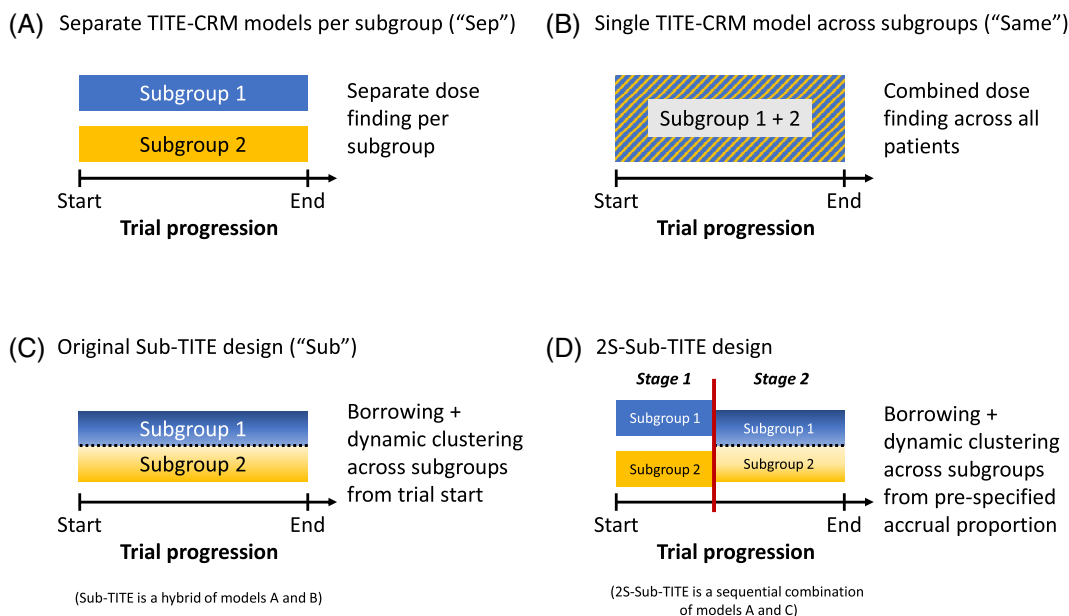 (A) Separate TITE-CRM models per subgroup (“Sep”)
Subgroup 1
Subgroup 2
Separate dose
finding per
subgroup
Start
End
Trial progression
(B) Single TITE-CRM model across subgroups (“Same”)
Subgroup 1 + 2
Combined dose
finding across all
patients
Start
End
Trial progression
(C) Original Sub-TITE design (“Sub”)
Subgroup 1
Subgroup 2
Borrowing +
dynamic clustering
across subgroups
from trial start
Start
End
Trial progression
(Sub-TITE is a hybrid of models A and B)
(D) 2S-Sub-TITE design
Stage 1
Stage 2
Subgroup 1
Subgroup 2
Subgroup 1
Subgroup 2
Borrowing +
dynamic clustering
across subgroups
from pre-specified
accrual proportion
Start
End
Trial progression
(2S-Sub-TITE is a sequential combination
of models A and C)